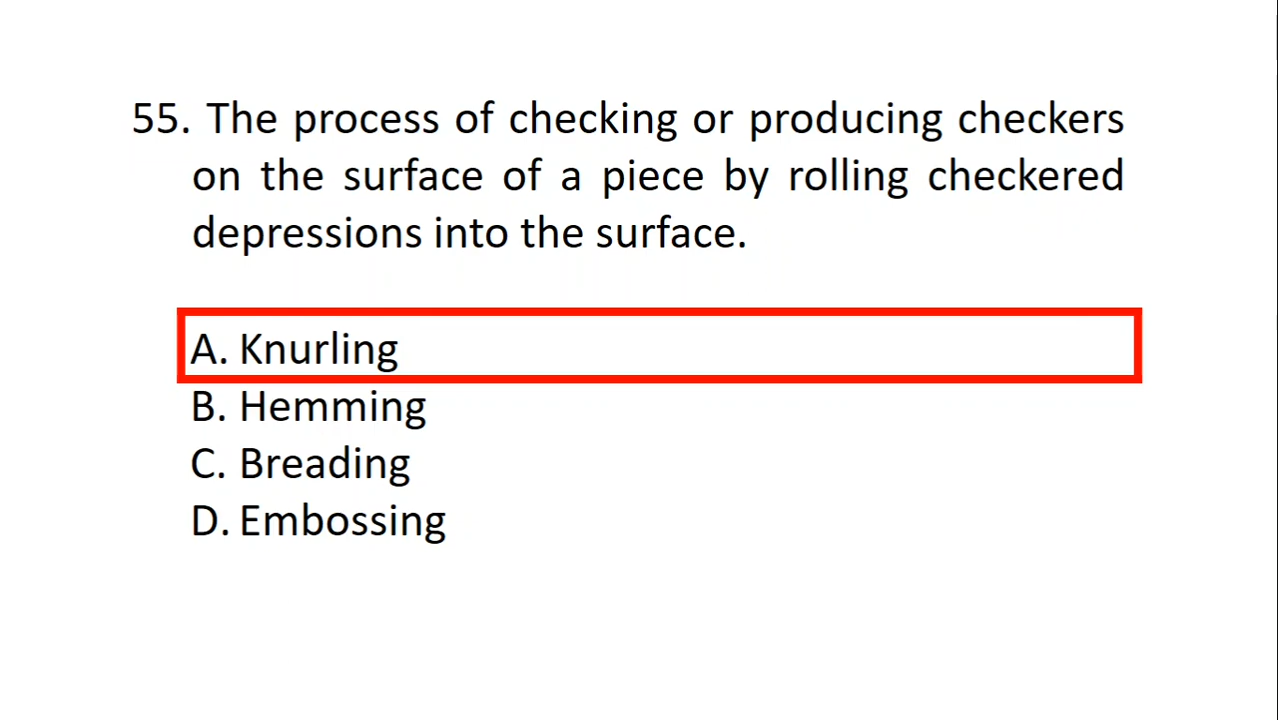 55. The process of checking or producing checkers
on the surface of a piece by rolling checkered
depressions into the surface.
A. Knurling
B. Hemming
C. Breading
D. Embossing